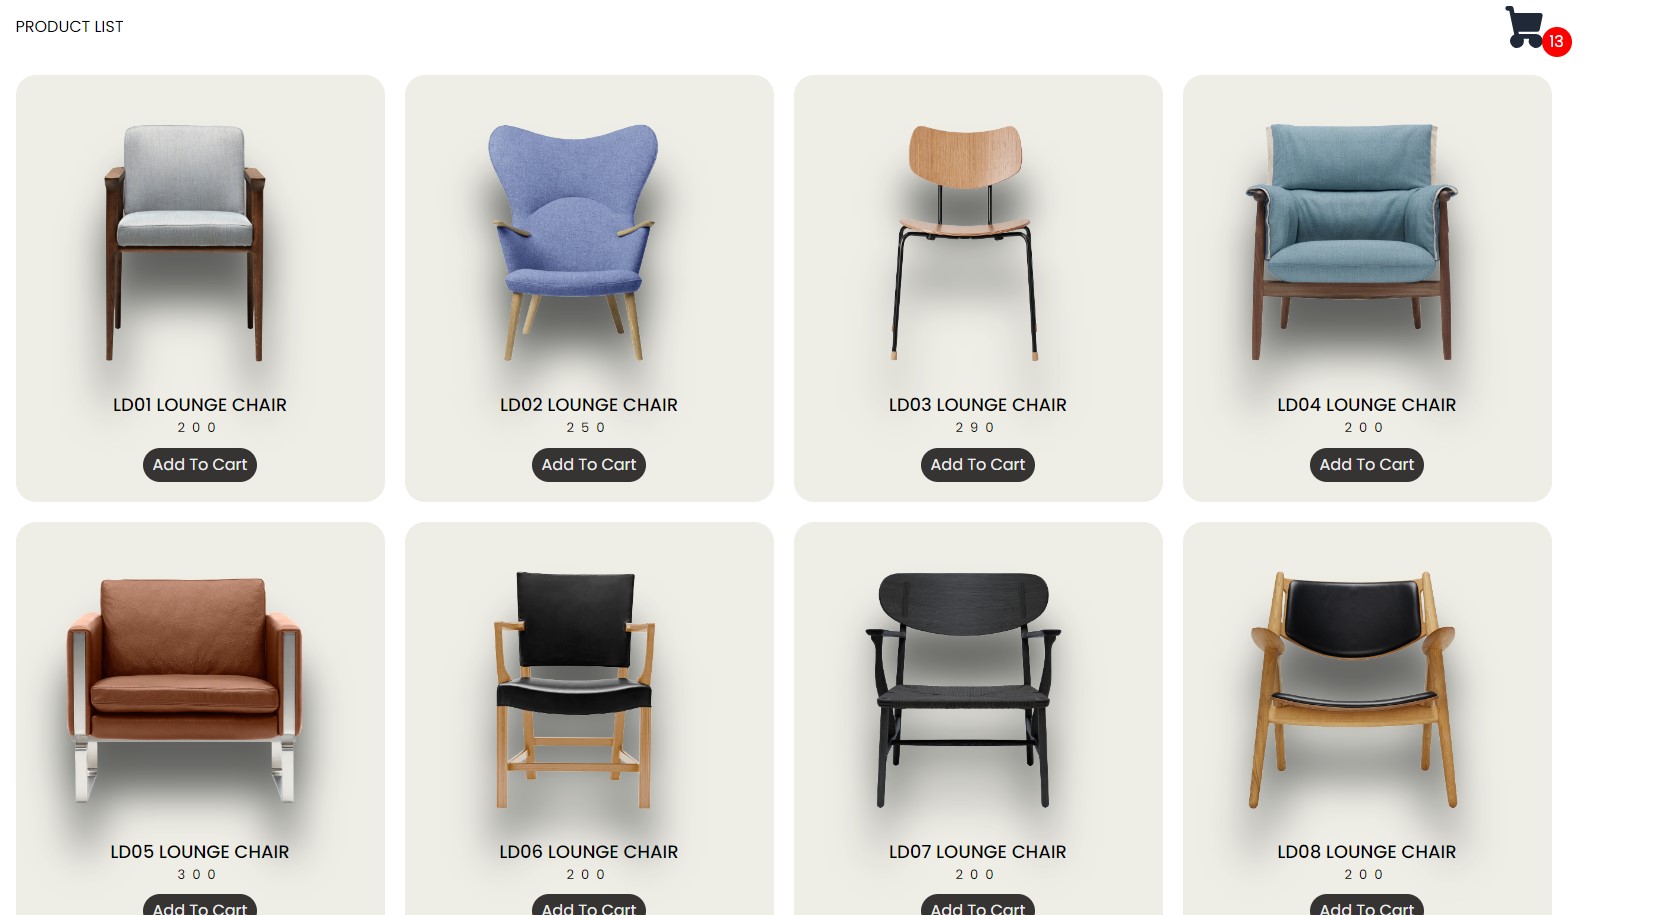 PRODUCT LIST
13
LD01 LOUNGE CHAIR
200
Add To Cart
LD02 LOUNGE CHAIR
250
Add To Cart
LD03 LOUNGE CHAIR
290
Add To Cart
LD04 LOUNGE CHAIR
200
Add To Cart
LD05 LOUNGE CHAIR
300
Add To Cart
LD06 LOUNGE CHAIR
200
Add To Cart
LD07 LOUNGE CHAIR
200
Add To Cart
LD08 LOUNGE CHAIR
200
Add To Cart